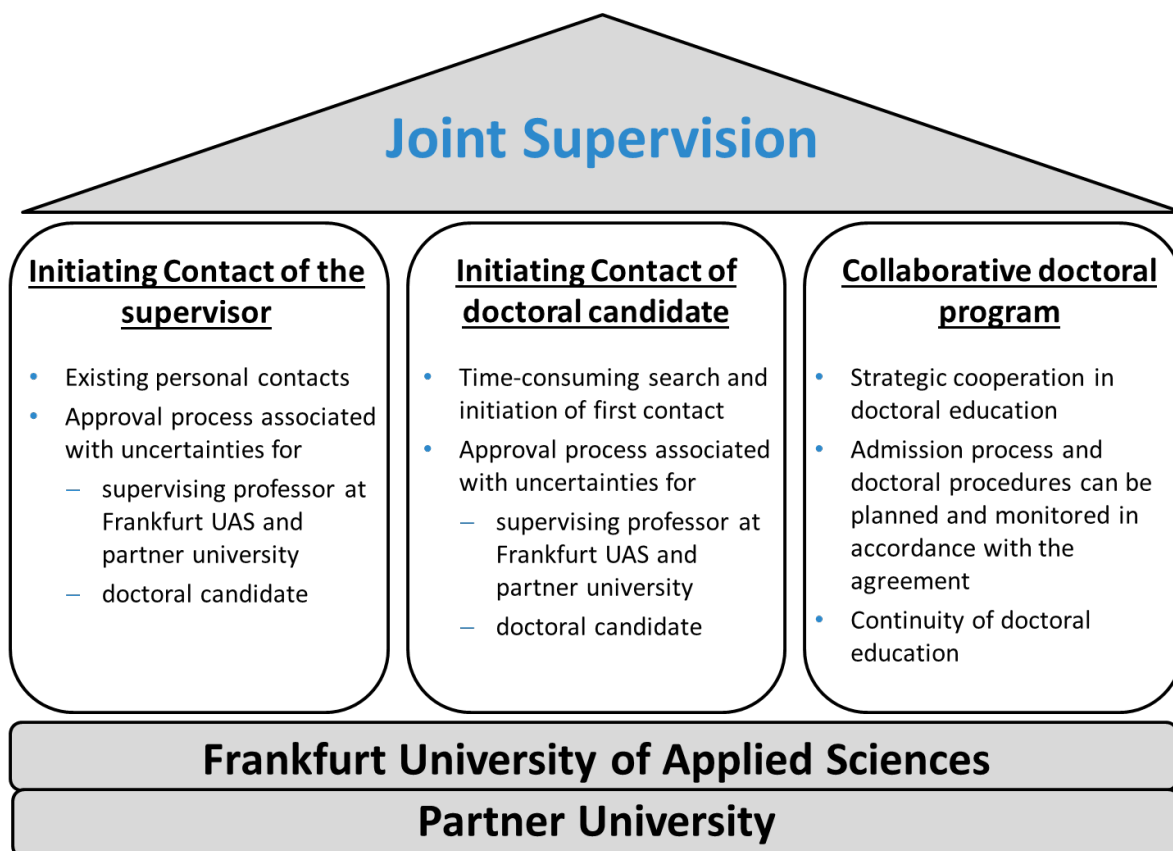 Joint Supervision
Initiating Contact of the
supervisor
• Existing personal contacts
• Approval process associated
with uncertainties for
– supervising professor at
Frankfurt UAS and
partner university
– doctoral candidate
Initiating Contact of
doctoral candidate
• Time-consuming search and
initiation of first contact
• Approval process associated
with uncertainties for
– supervising professor at
Frankfurt UAS and
partner university
– doctoral candidate
Collaborative doctoral
program
• Strategic cooperation in
doctoral education
• Admission process and
doctoral procedures can be
planned and monitored in
accordance with the
agreement
• Continuity of doctoral
education
Frankfurt University of Applied Sciences
Partner University